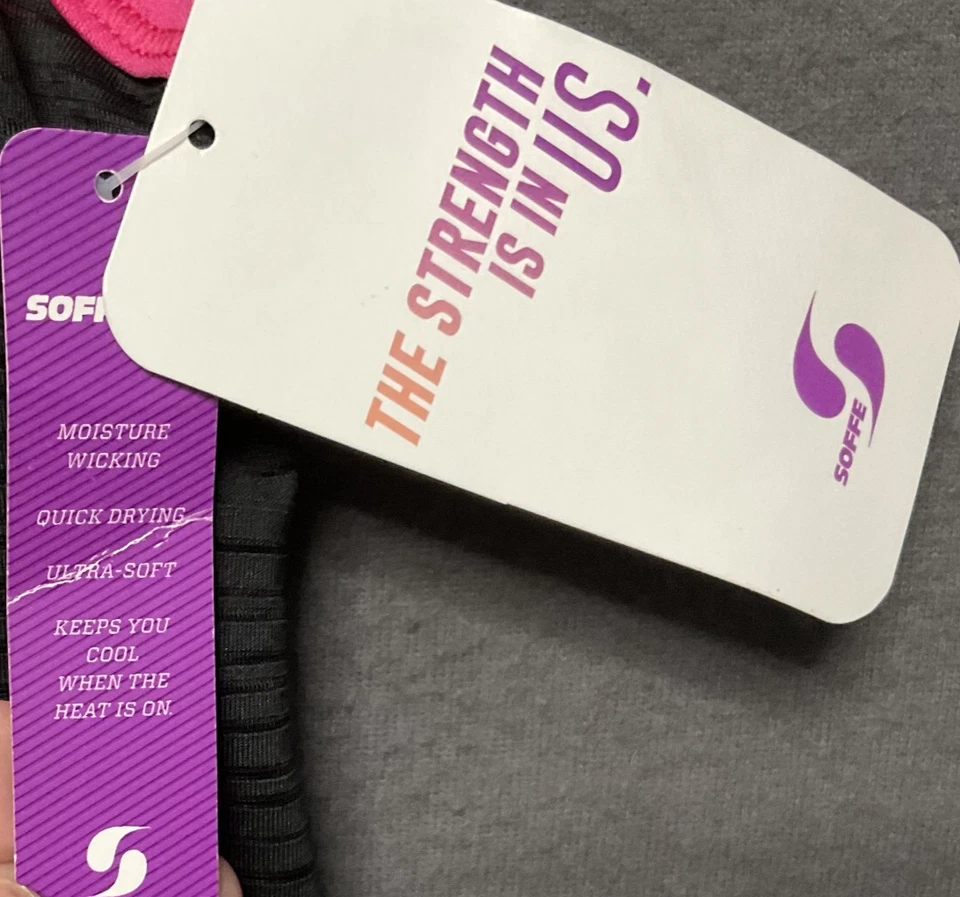 THE STRENGTH
IS IN US.
SOFFE
SOFF
MOISTURE
WICKING
QUICK DRYING
ULTRA-SOFT
KEEPS YOU
COOL
WHEN THE
HEAT IS ON.